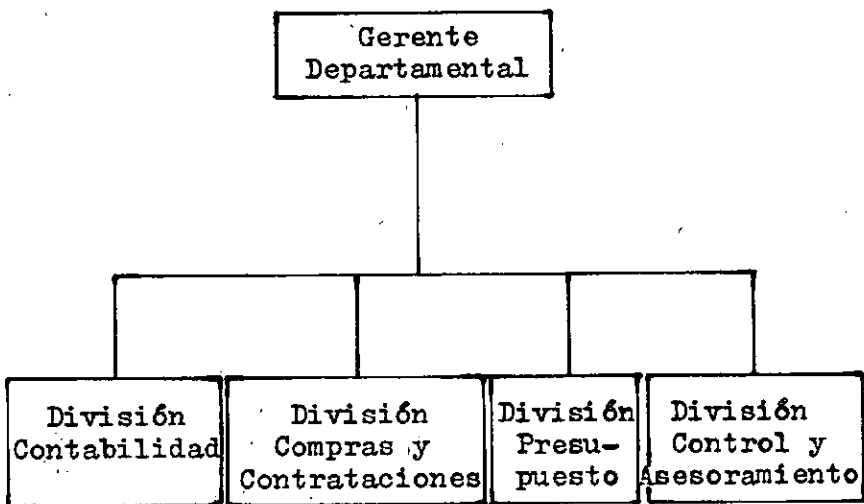 Gerente
Departamental
División
Contabilidad
División
Compras y
Contrataciones
División
Presu-
puesto
División
Control y
Asesoramiento